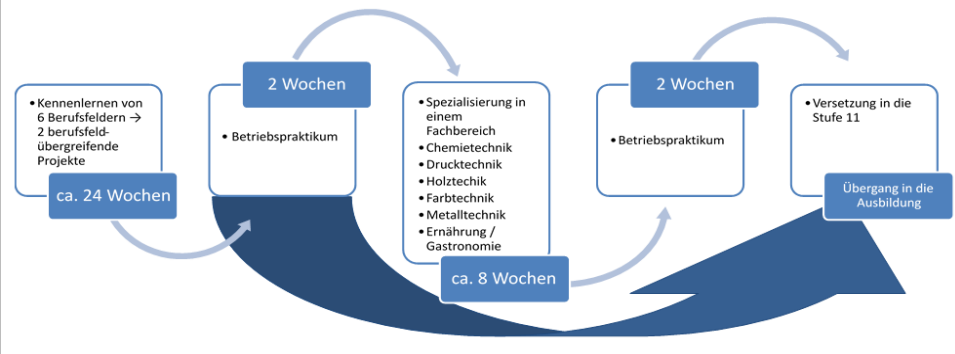 • Kennenlernen von
6 Berufsfeldern →
2 berufsfeld-
übergreifende
Projekte
ca. 24 Wochen
2 Wochen
• Betriebspraktikum
• Spezialisierung in
einem
Fachbereich
• Chemietechnik
• Drucktechnik
• Holztechik
• Farbtechnik
• Metalltechnik
• Ernährung /
Gastronomie
ca. 8 Wochen
2 Wochen
• Betriebspraktikum
• Versetzung in die
Stufe 11
Übergang in die
Ausbildung